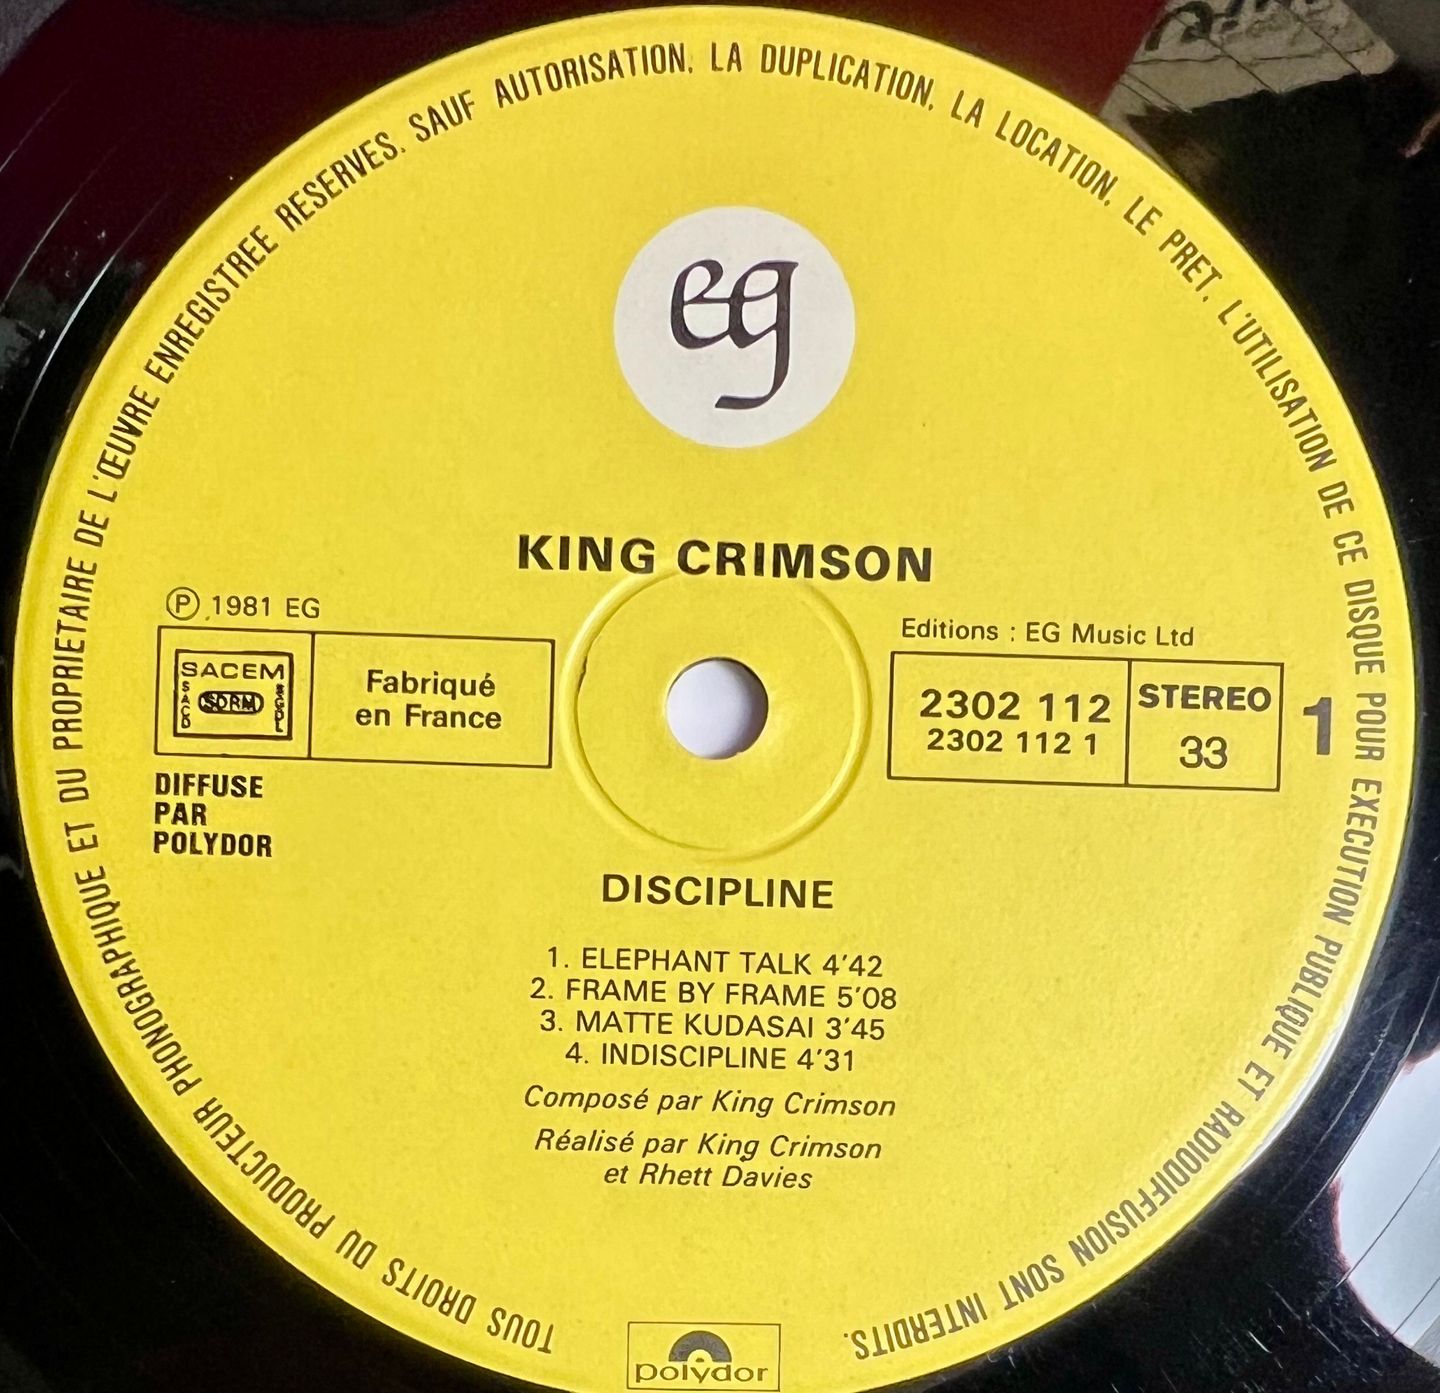 TOUS DROITS DU PRODUCTEUR PHONOGRAPHIQUE ET DU PROPRIETAIRE DE L'ŒUVRE ENREGISTREE RESERVES. SAUF AUTORISATION, LA DUPLICATION, LA LOCATION, LE PRET, L'UTILISATION DE CE DISQUE POUR EXECUTION PUBLIQUE ET RADIODIFFUSION SONT INTERDITS.
eg
KING CRIMSON
Ⓟ 1981 EG
SACEM
SACD
SDRM
SGDL
Fabriqué
en France
DIFFUSE
PAR
POLYDOR
Editions : EG Music Ltd
2302 112
2302 112 1
STEREO
33
1
DISCIPLINE
1. ELEPHANT TALK 4'42
2. FRAME BY FRAME 5'08
3. MATTE KUDASAI 3'45
4. INDISCIPLINE 4'31
Composé par King Crimson
Réalisé par King Crimson
et Rhett Davies
polydor